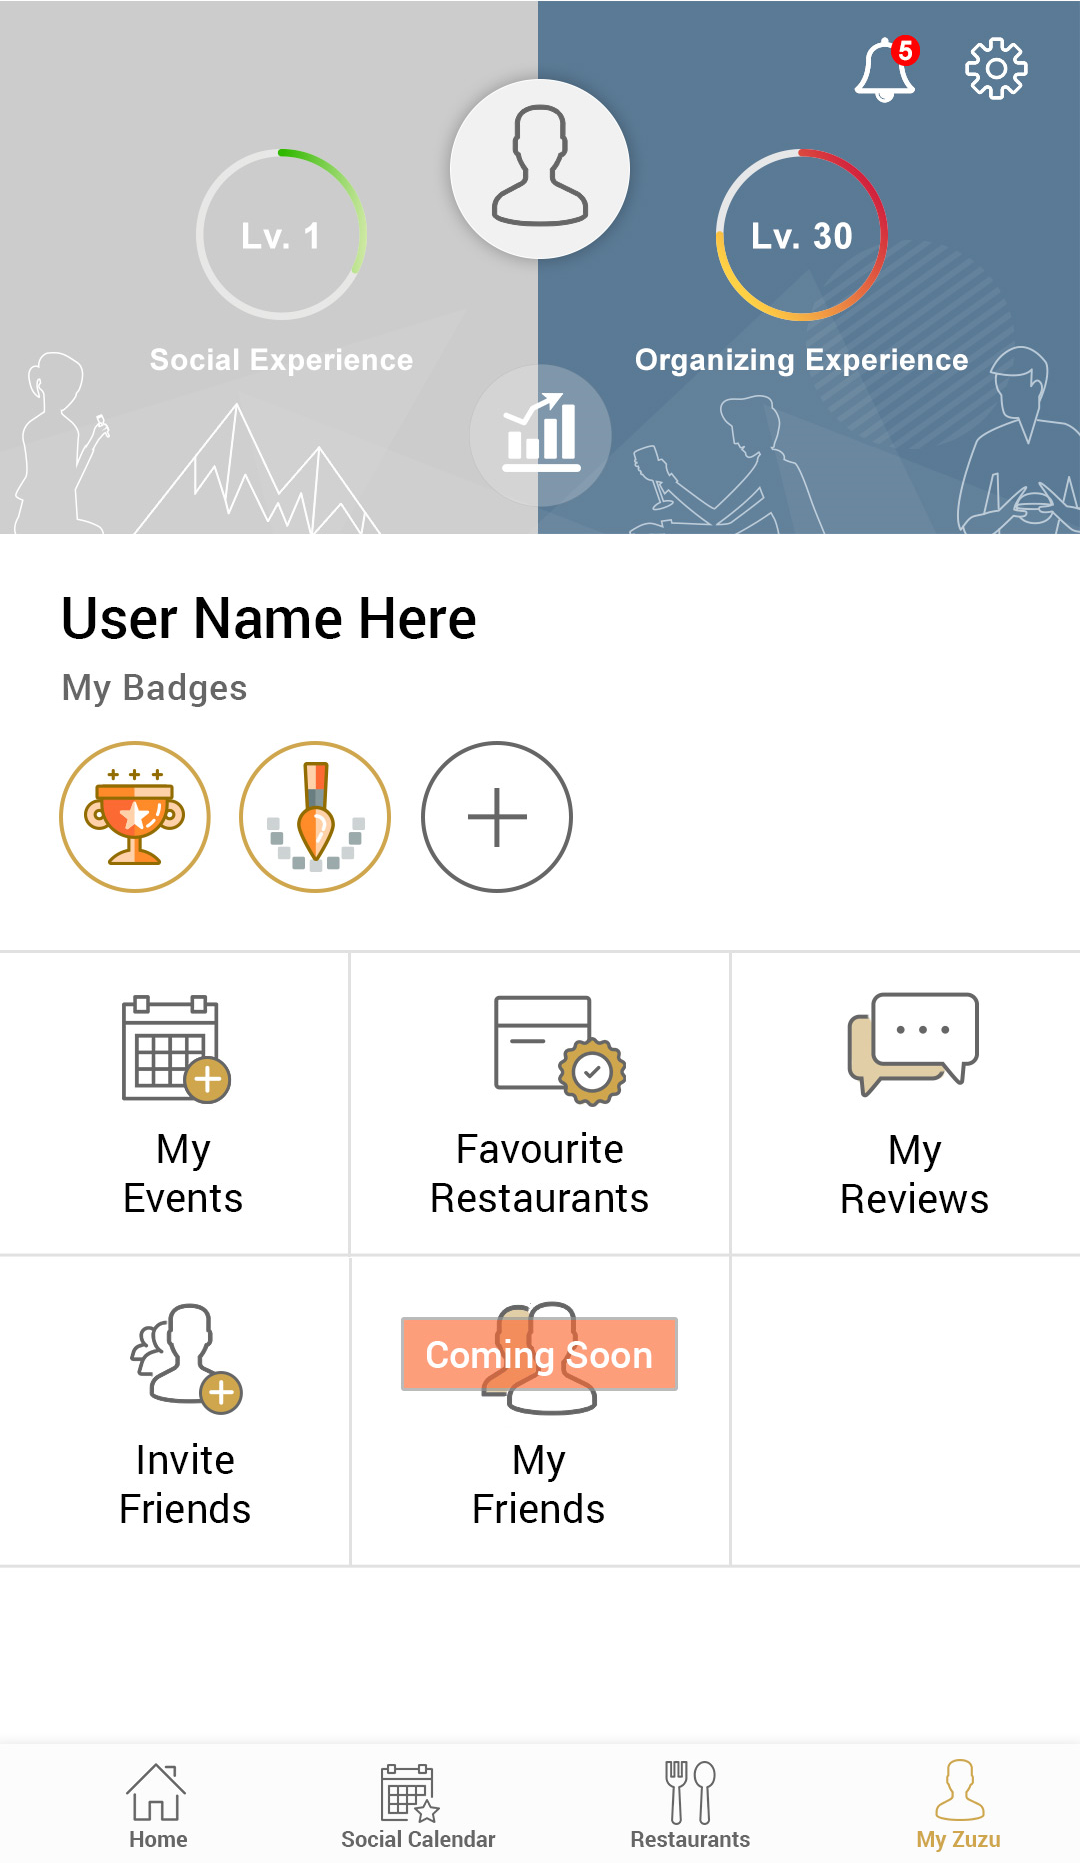 5
Lv. 1
Lv. 30
Social Experience
Organizing Experience
User Name Here
My Badges
My
Events
Favourite
Restaurants
My
Reviews
Invite
Friends
Coming Soon
My
Friends
Home
Social Calendar
Restaurants
My Zuzu